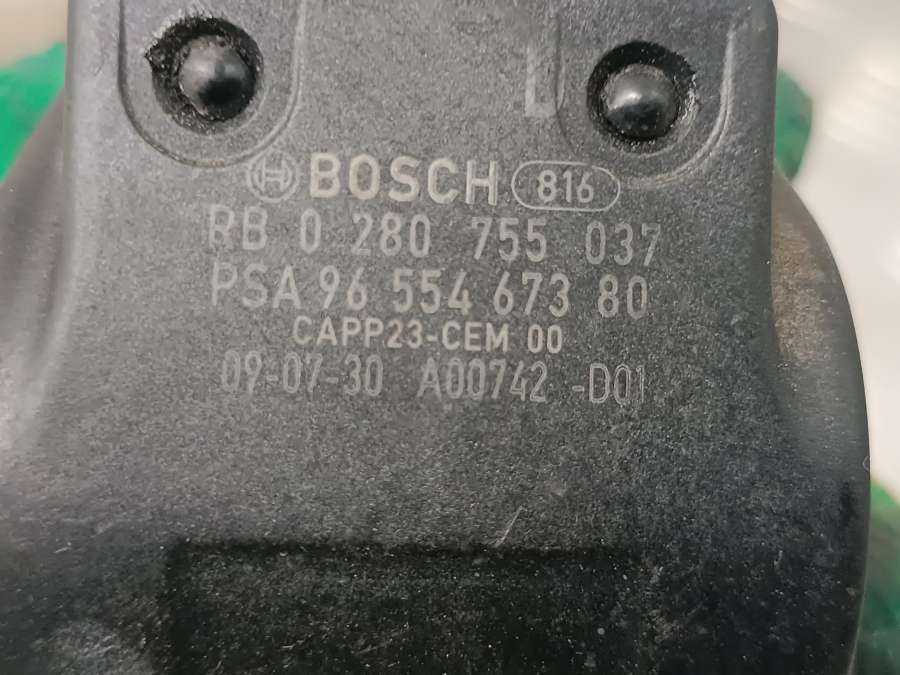 BOSCH 816
RB 0 280 755 037
PSA 96 554 673 80
CAPP23-CEM 00
09-07-30 A00742 -D01